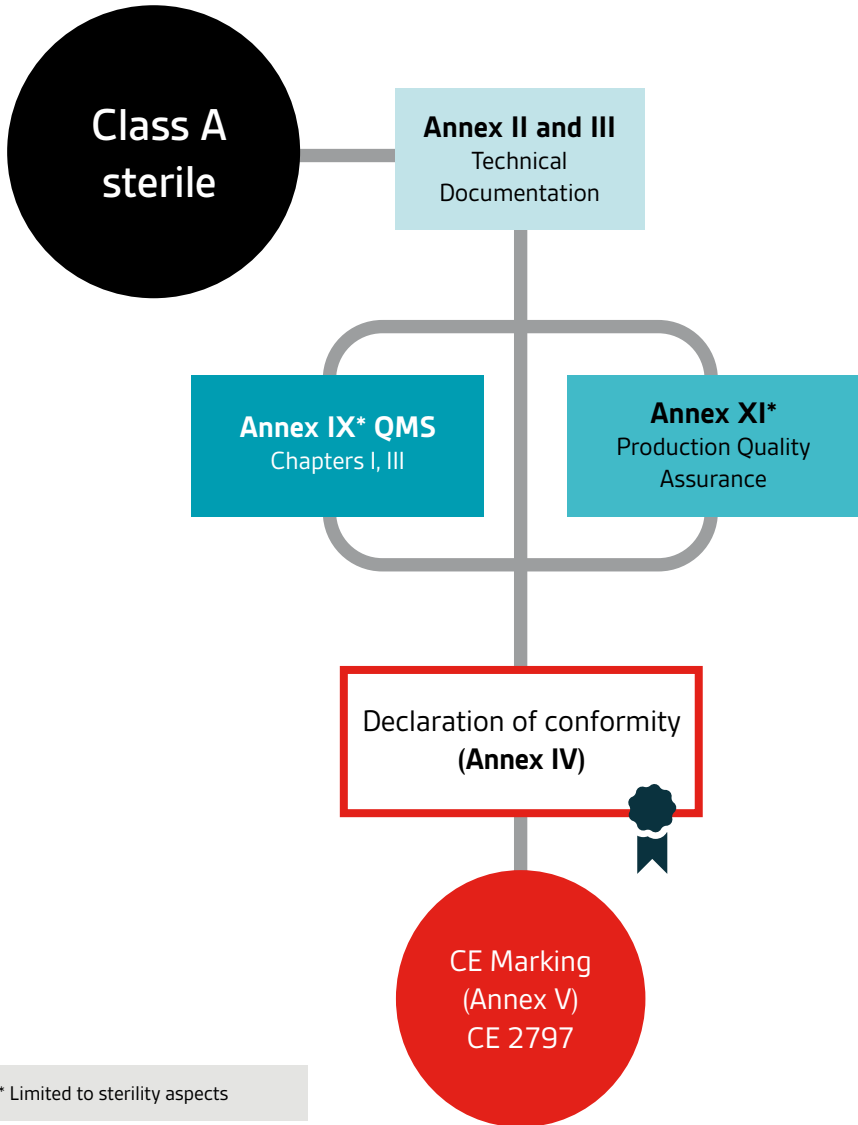 Class A
sterile
Annex II and III
Technical
Documentation
Annex IX* QMS
Chapters I, III
Annex XI*
Production Quality
Assurance
Declaration of conformity
(Annex IV)
CE Marking
(Annex V)
CE 2797
* Limited to sterility aspects